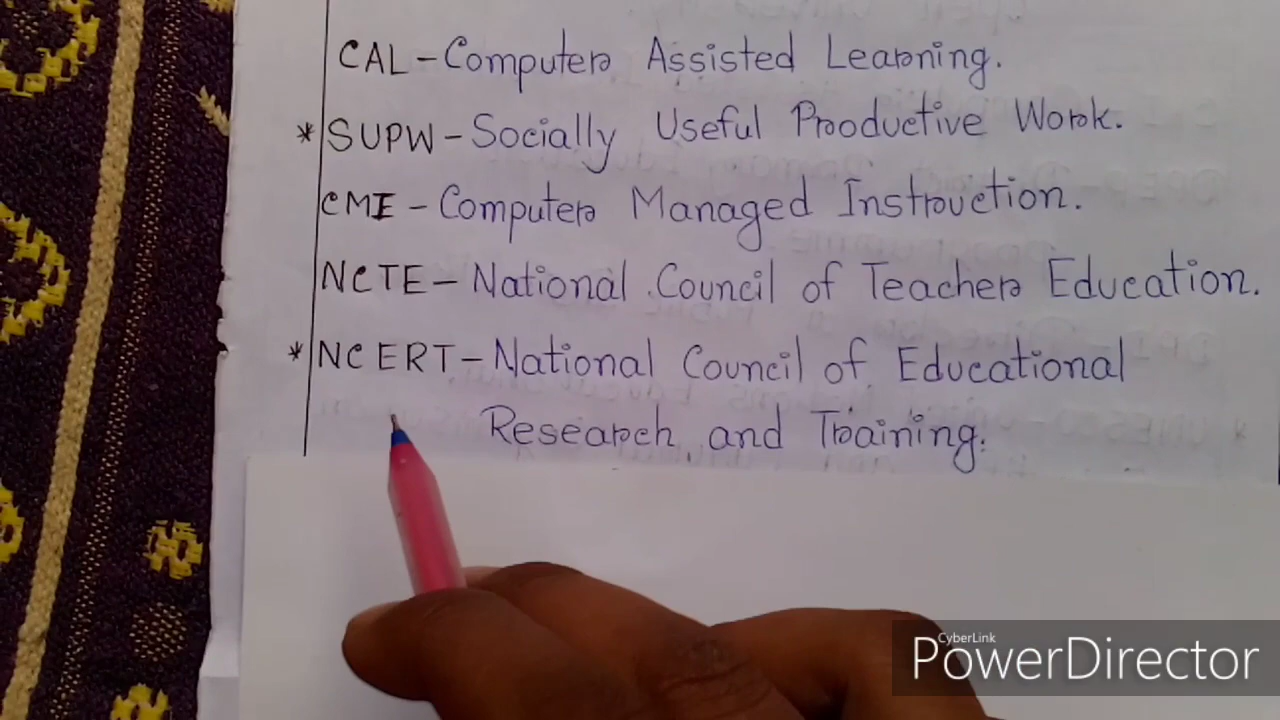 CAL - Computer Assisted Learning.
* SUPW - Socially Useful Productive Work.
CMI - Computer Managed Instruction.
NCTE - National Council of Teacher Education.
* NCERT - National Council of Educational
Research and Training.
CyberLink
PowerDirector